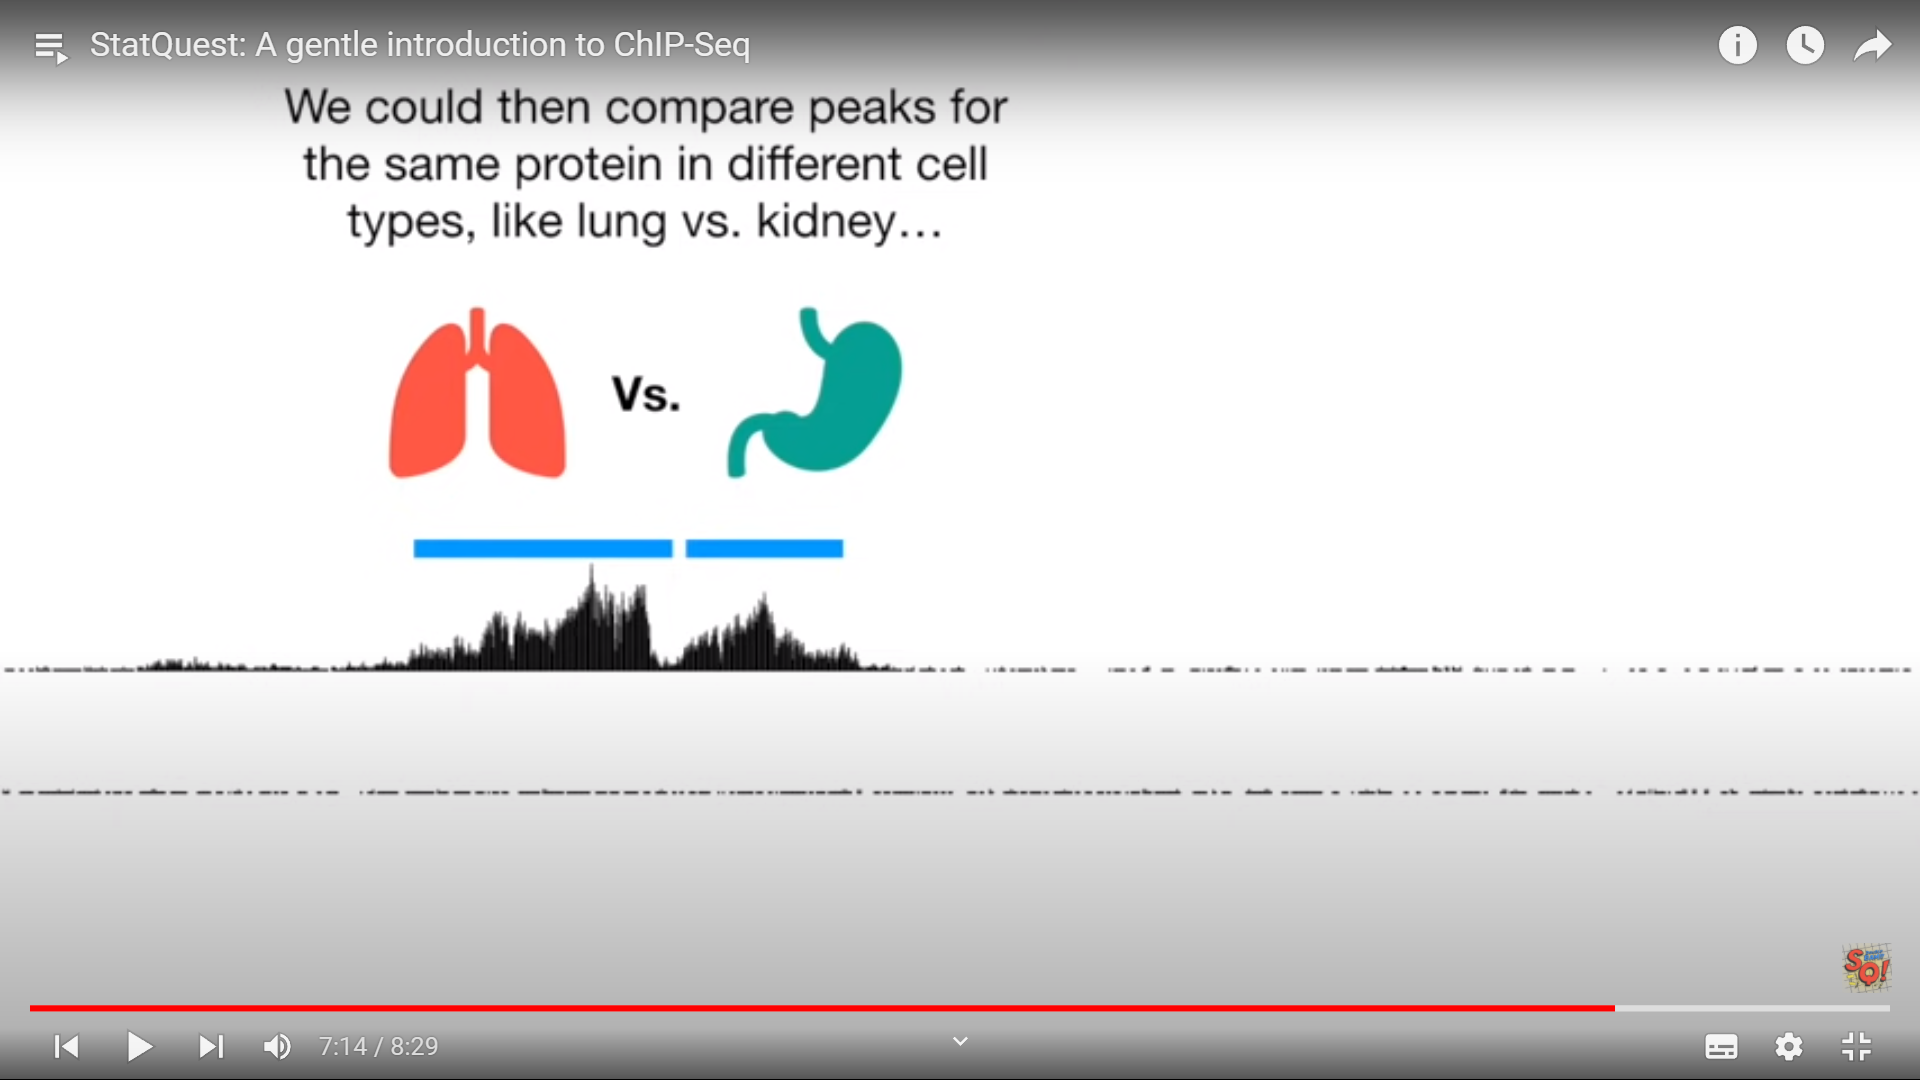 StatQuest: A gentle introduction to ChIP-Seq
We could then compare peaks for
the same protein in different cell
types, like lung vs. kidney...
Vs.
SQ!
7:14 / 8:29